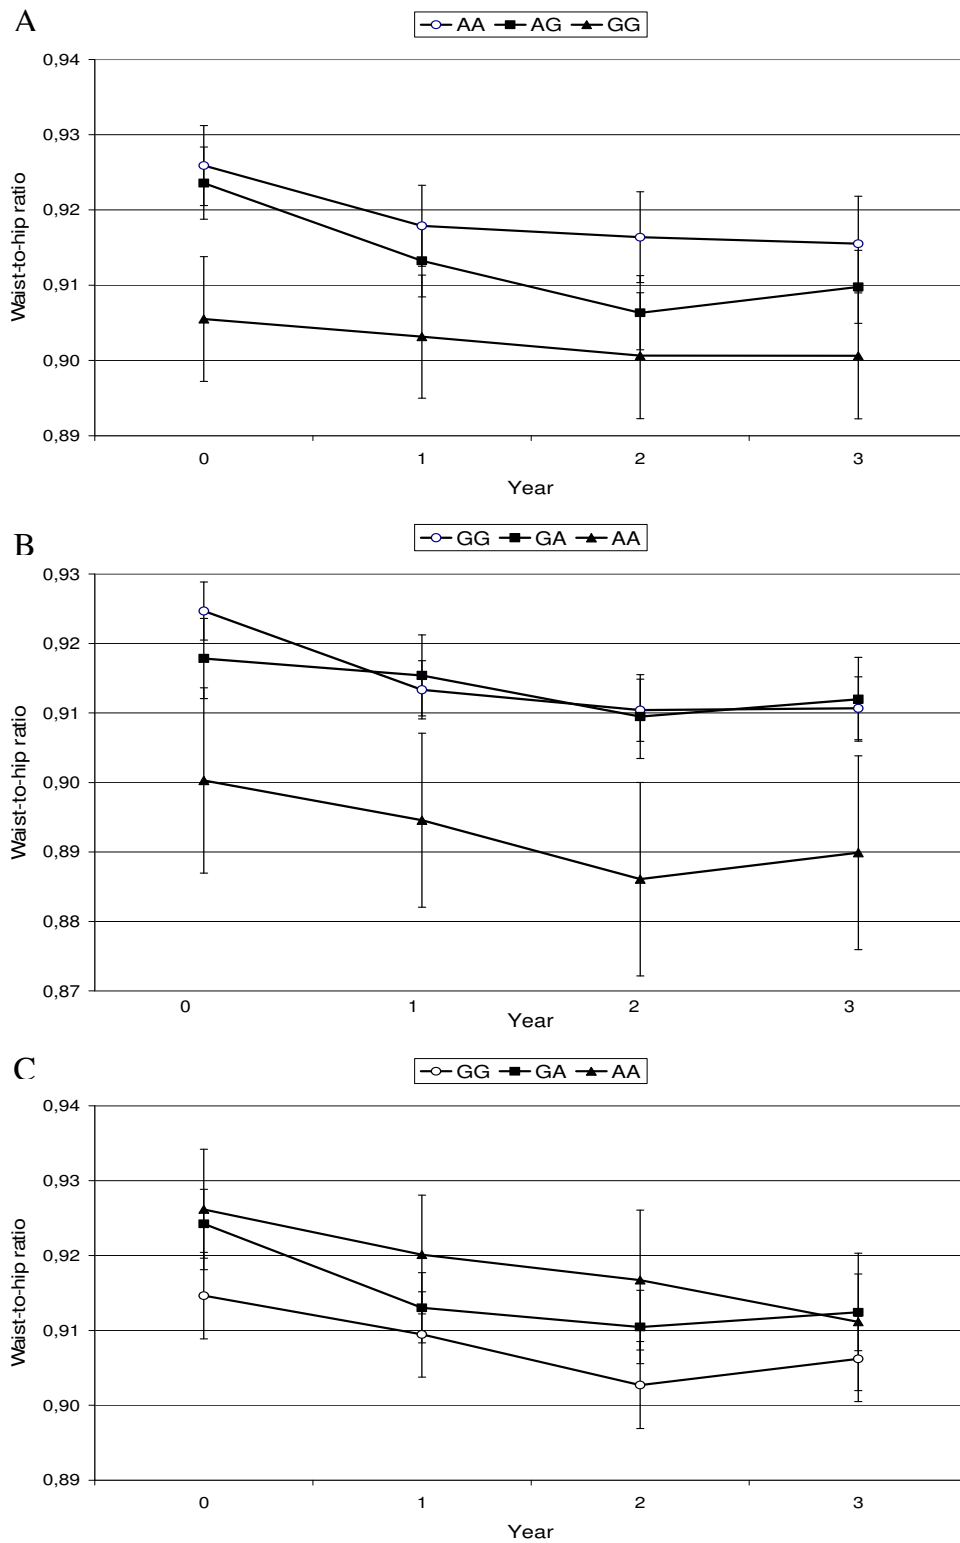 A
AA AG GG
0,94
0,93
0,92
0,91
0,90
0,89
Waist-to-hip ratio
0 1 2 3
Year
B
GG GA AA
0,93
0,92
0,91
0,90
0,89
0,88
0,87
Waist-to-hip ratio
0 1 2 3
Year
C
GG GA AA
0,94
0,93
0,92
0,91
0,90
0,89
Waist-to-hip ratio
0 1 2 3
Year